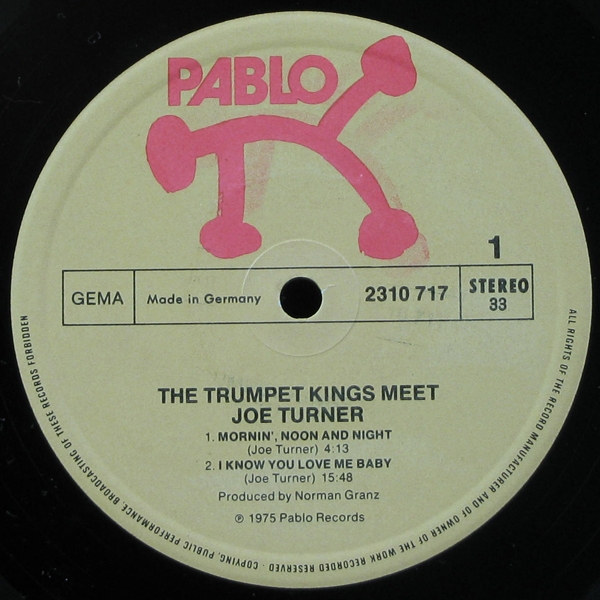 PABLO
1
GEMA
Made in Germany
2310 717
STEREO
33
THE TRUMPET KINGS MEET
JOE TURNER
1. MORNIN', NOON AND NIGHT
(Joe Turner) 4:13
2. I KNOW YOU LOVE ME BABY
(Joe Turner) 15:48
Produced by Norman Granz
℗ 1975 Pablo Records
ALL RIGHTS OF THE RECORD MANUFACTURER AND OF OWNER OF THE WORK RECORDED RESERVED · COPYING, PUBLIC PERFORMANCE, BROADCASTING OF THESE RECORDS FORBIDDEN